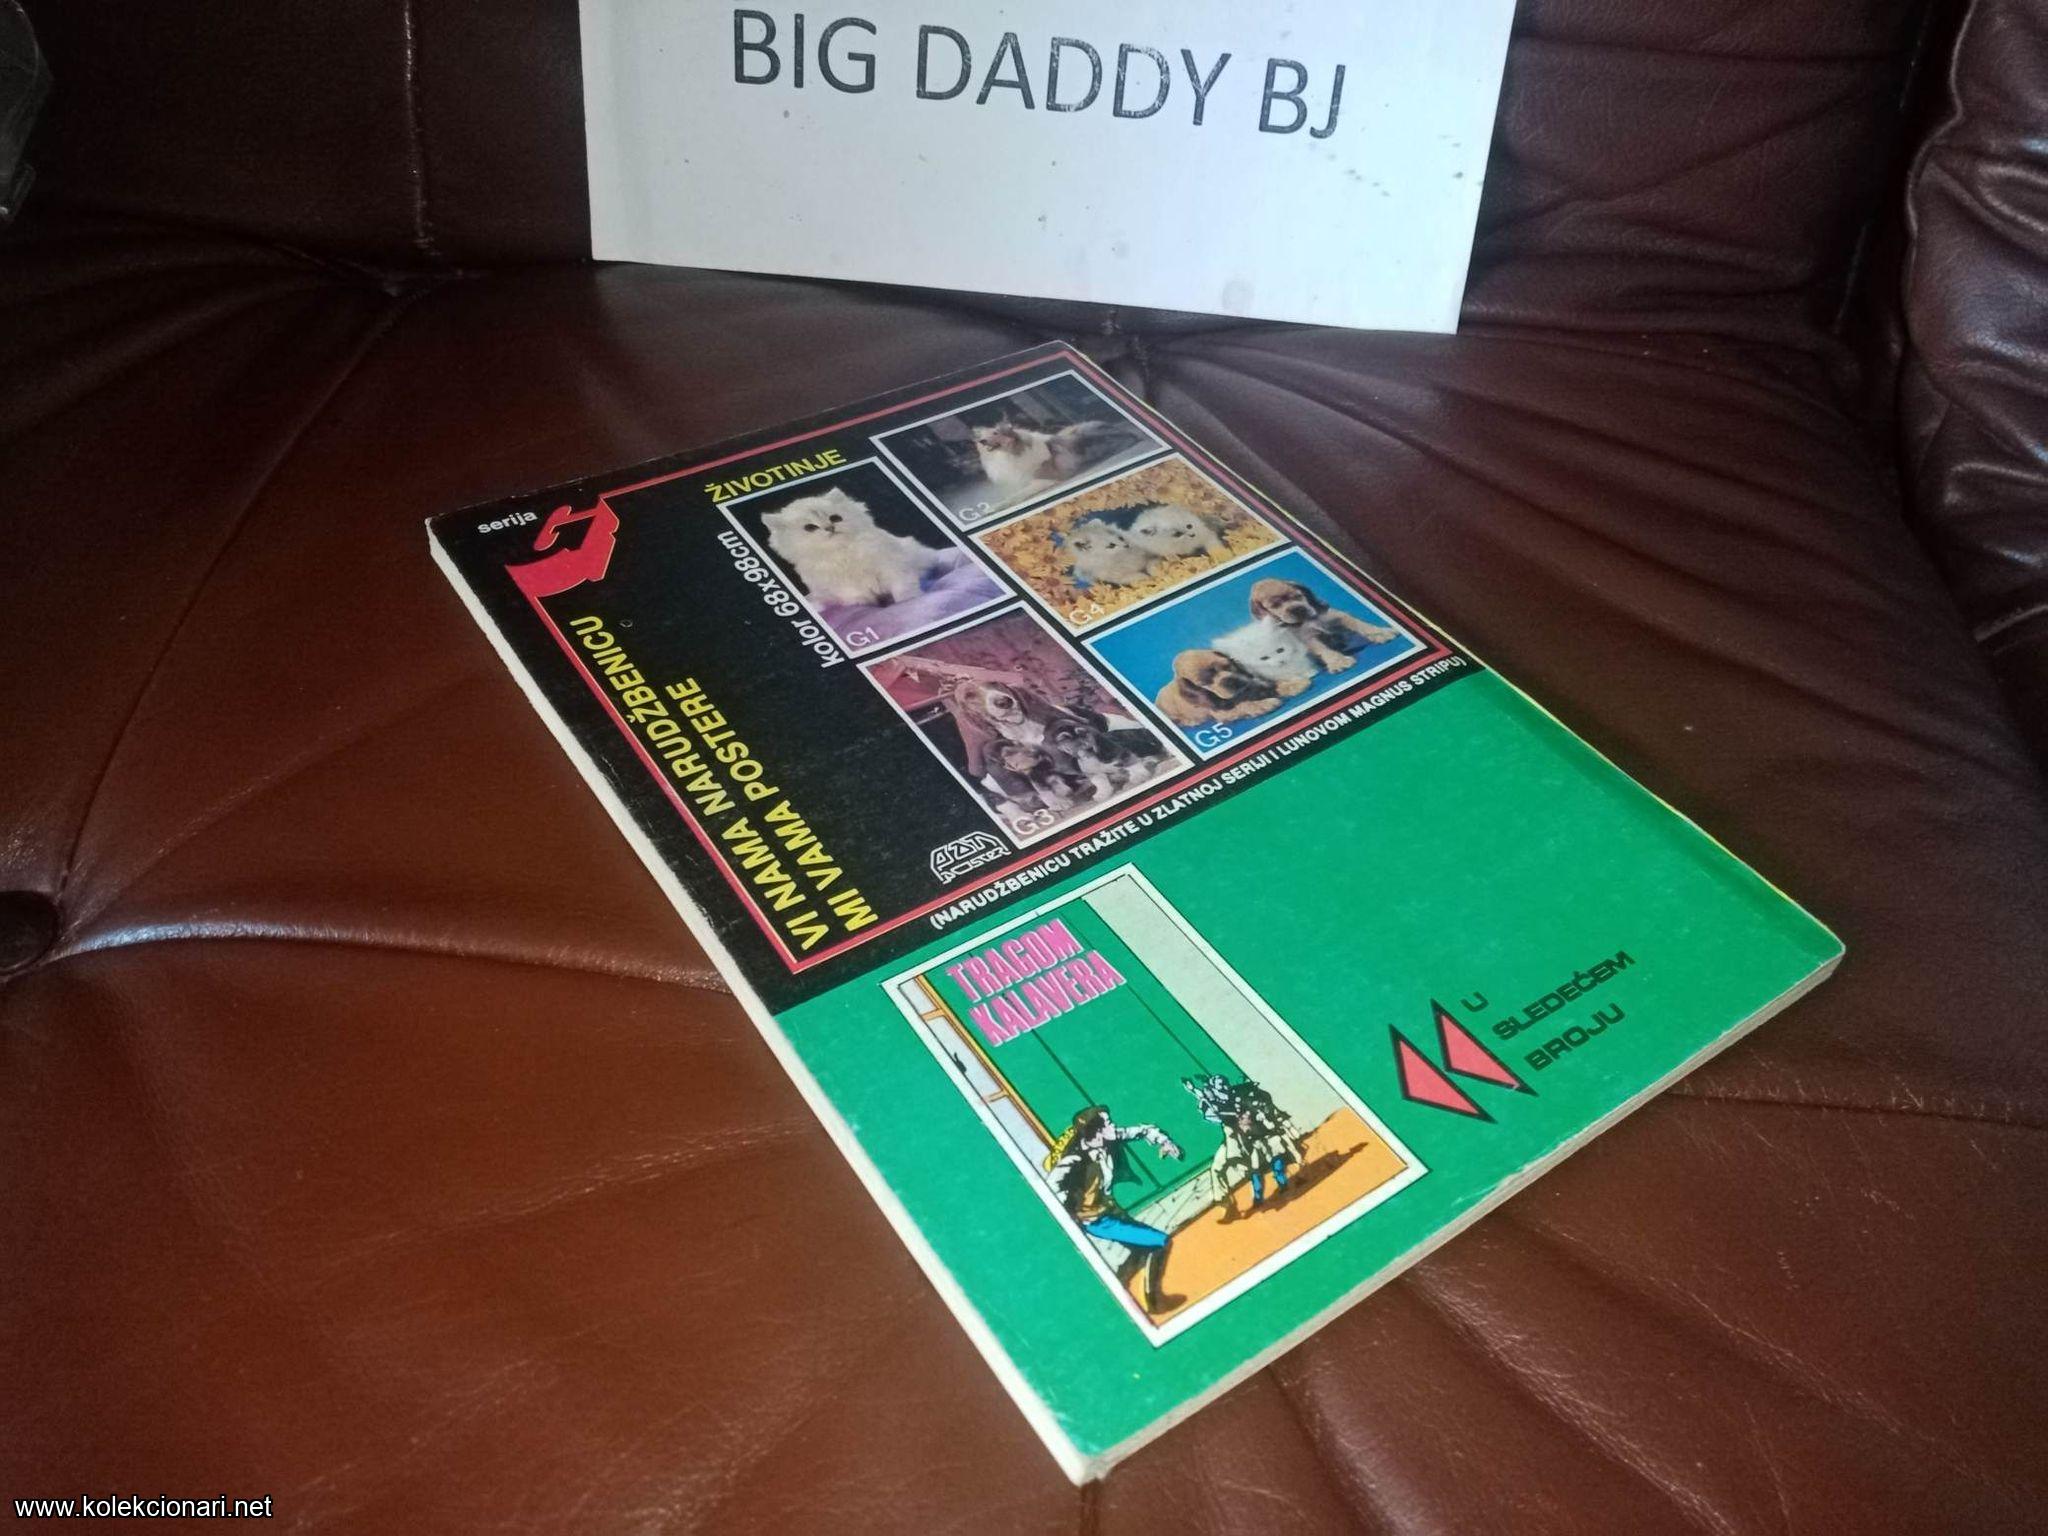 BIG DADDY BJ
serija
ŽIVOTINJE
kolor 68x98cm
VI NAMA NARUDŽBENICU
MI VAMA POSTERE
G1
G2
G3
G4
G5
(NARUDŽBENICU TRAŽITE U ZLATNOJ SERIJI I LUNOVOM MAGNUS STRIPU)
TRAGOM
KALAVERA
U
SLEDEĆEM
BROJU
www.kolekcionari.net